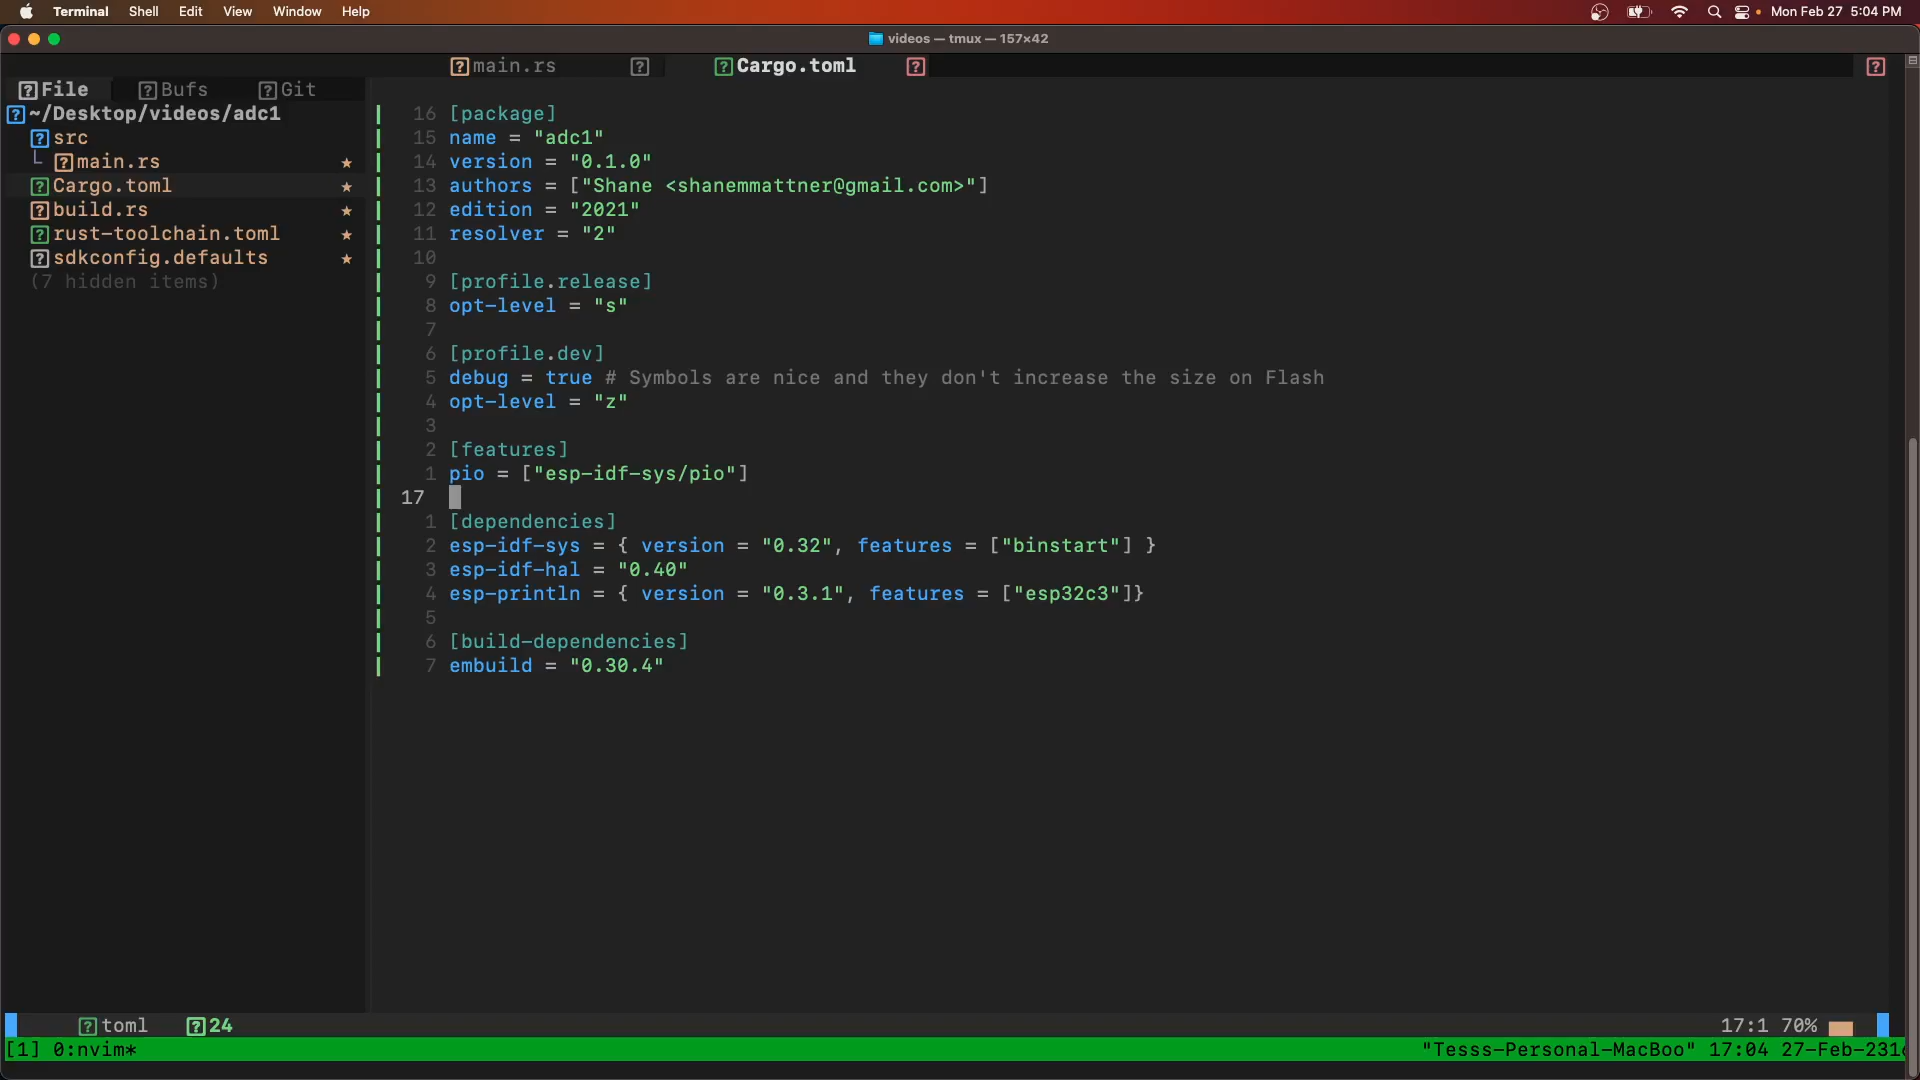 Terminal Shell Edit View Window Help Mon Feb 27 5:04 PM
videos — tmux — 157×42
main.rs Cargo.toml
File Bufs Git
~/Desktop/videos/adc1
src
main.rs ★
Cargo.toml ★
build.rs ★
rust-toolchain.toml ★
sdkconfig.defaults ★
(7 hidden items)
16 [package]
15 name = "adc1"
14 version = "0.1.0"
13 authors = ["Shane <shanemmattner@gmail.com>"]
12 edition = "2021"
11 resolver = "2"
10
9 [profile.release]
8 opt-level = "s"
7
6 [profile.dev]
5 debug = true # Symbols are nice and they don't increase the size on Flash
4 opt-level = "z"
3
2 [features]
1 pio = ["esp-idf-sys/pio"]
17
1 [dependencies]
2 esp-idf-sys = { version = "0.32", features = ["binstart"] }
3 esp-idf-hal = "0.40"
4 esp-println = { version = "0.3.1", features = ["esp32c3"]}
5
6 [build-dependencies]
7 embuild = "0.30.4"
toml 24 17:1 70%
[1] 0:nvim* "Tesss-Personal-MacBoo" 17:04 27-Feb-23